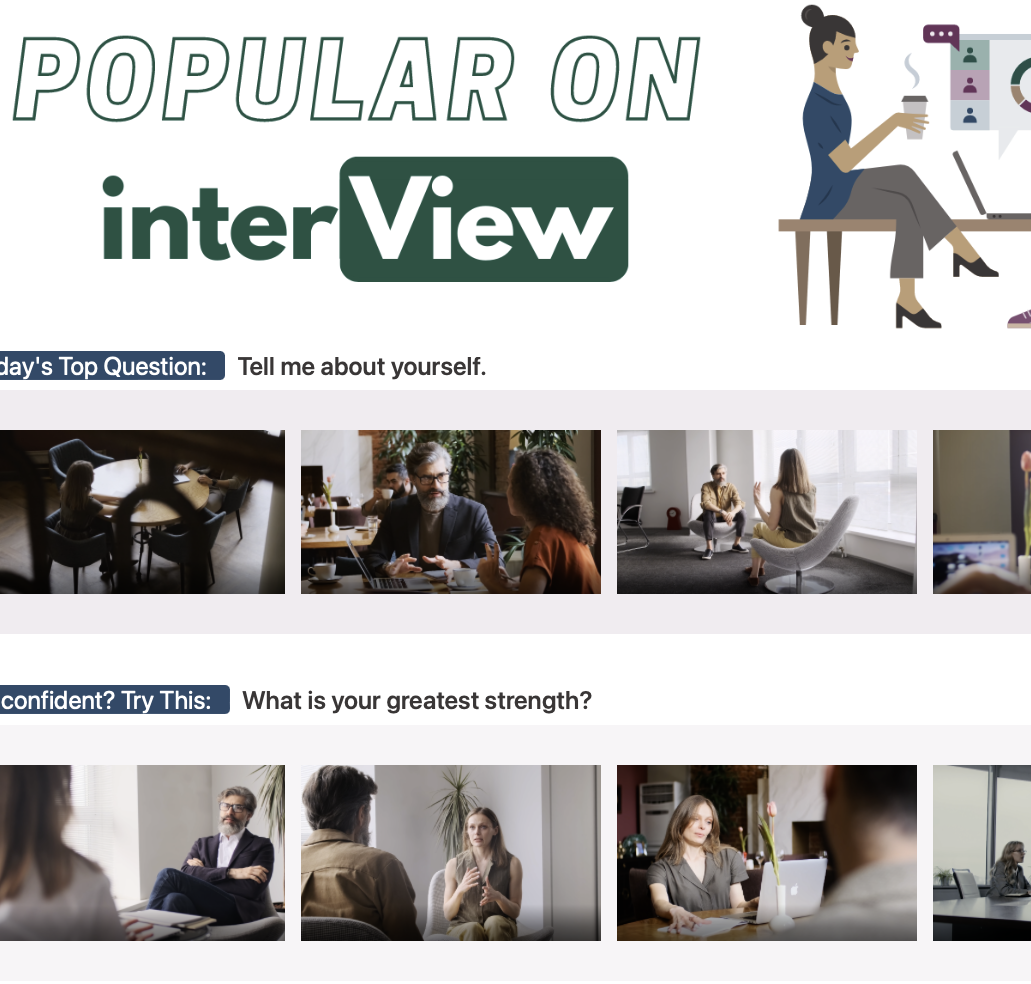 POPULAR ON
interView
day's Top Question: Tell me about yourself.
confident? Try This: What is your greatest strength?